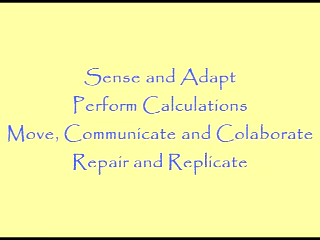 Sense and Adapt
Perform Calculations
Move, Communicate and Colaborate
Repair and Replicate